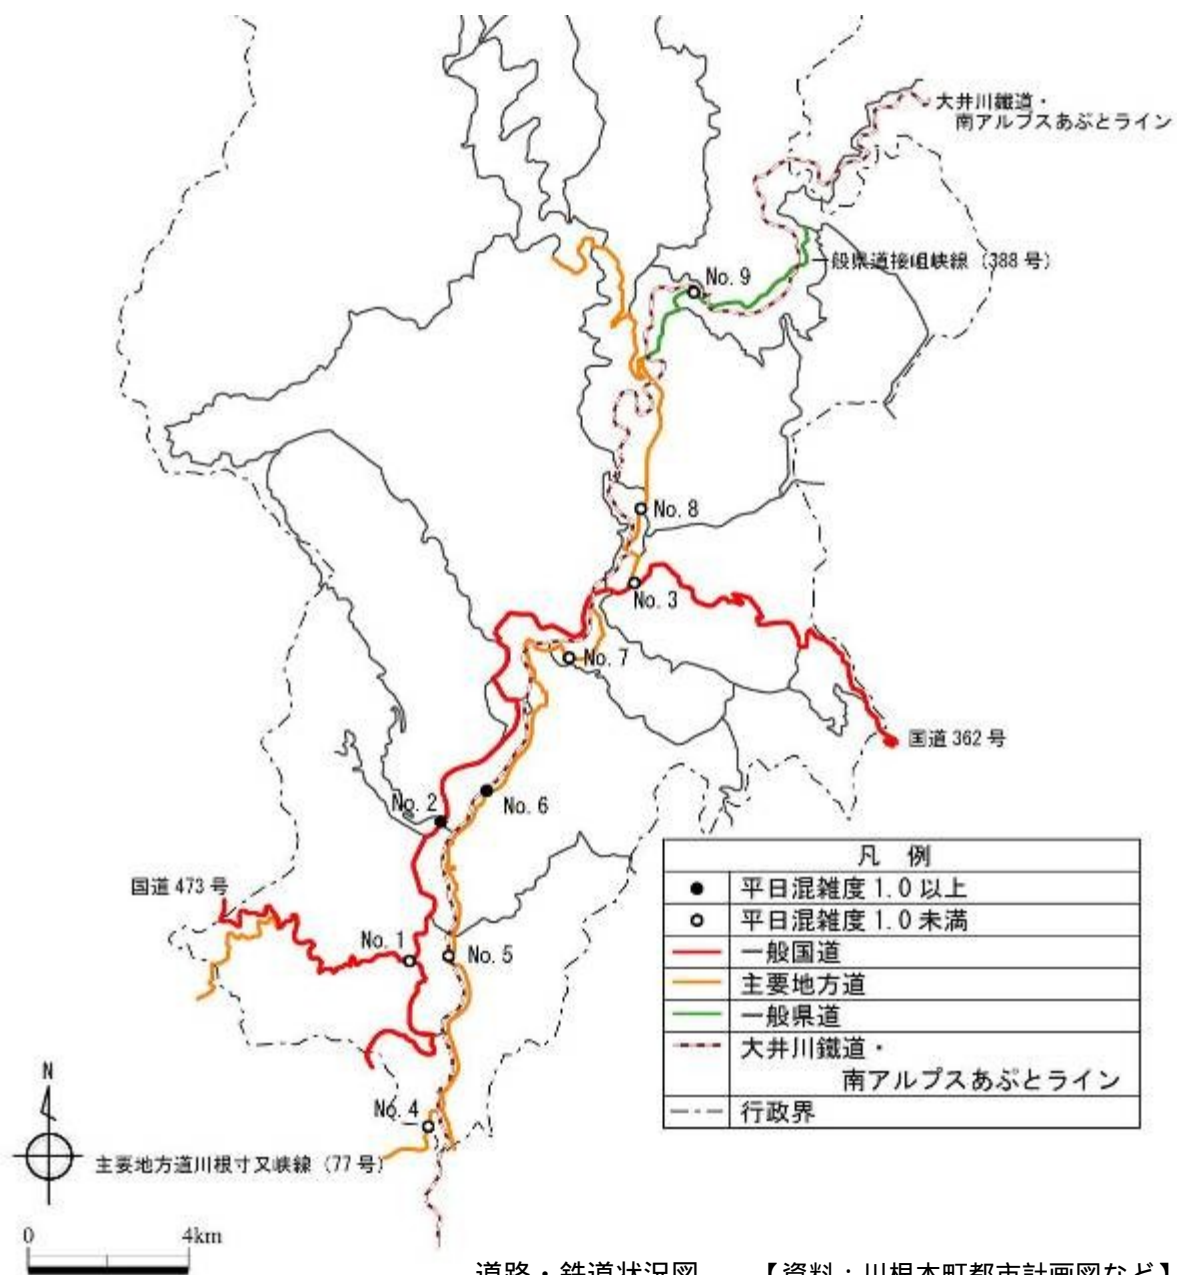 大井川鐵道・
南アルプスあぷとライン
一般県道接岨峡線（388号）
No. 9
No. 8
No. 3
No. 7
国道362号
No. 2
No. 6
凡 例
平日混雑度1.0以上
平日混雑度1.0未満
一般国道
主要地方道
一般県道
大井川鐵道・
南アルプスあぷとライン
行政界
国道473号
No. 1
No. 5
N
No. 4
主要地方道川根寸又峡線（77号）
0 4km
道路・鉄道状況図 【資料：川根本町都市計画図など】